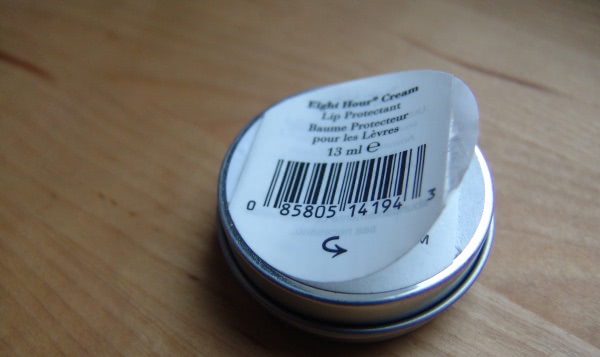 Eight Hour® Cream
Lip Protectant
Baume Protecteur
pour les Lèvres
13 ml ℮
0 85805 14194 3
M